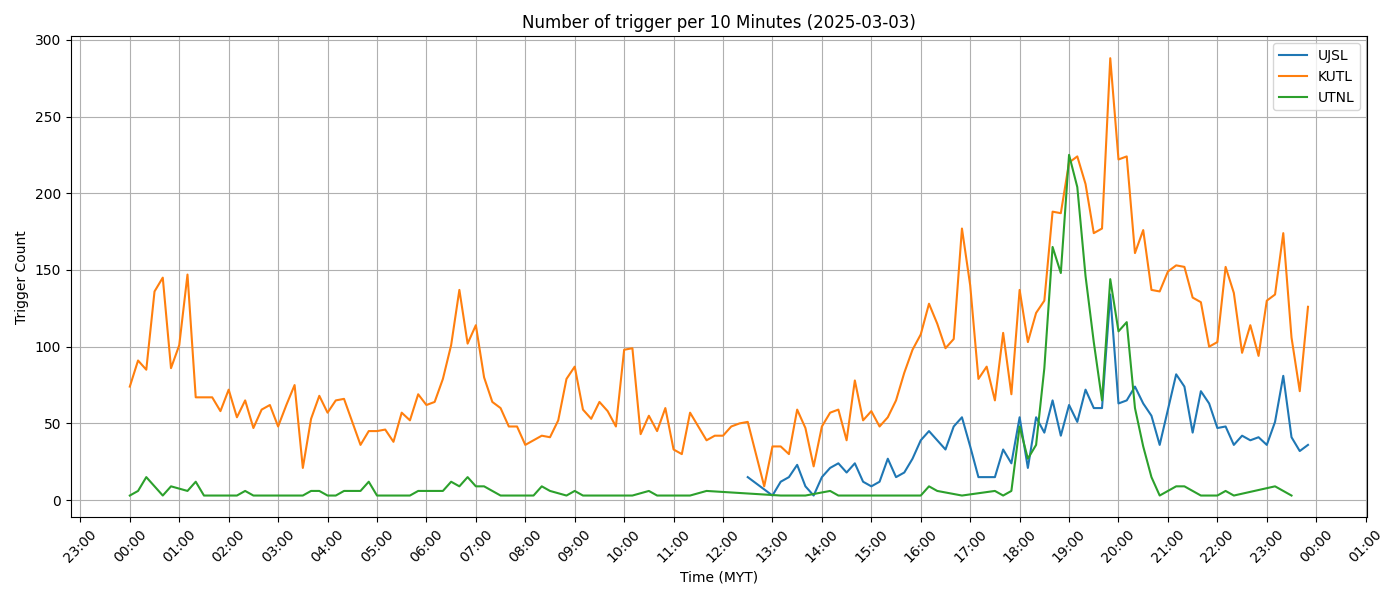 Number of trigger per 10 Minutes (2025-03-03)
UJSL
KUTL
UTNL
Trigger Count
300
250
200
150
100
50
0
23:00 00:00 01:00 02:00 03:00 04:00 05:00 06:00 07:00 08:00 09:00 10:00 11:00 12:00 13:00 14:00 15:00 16:00 17:00 18:00 19:00 20:00 21:00 22:00 23:00 00:00 01:00
Time (MYT)